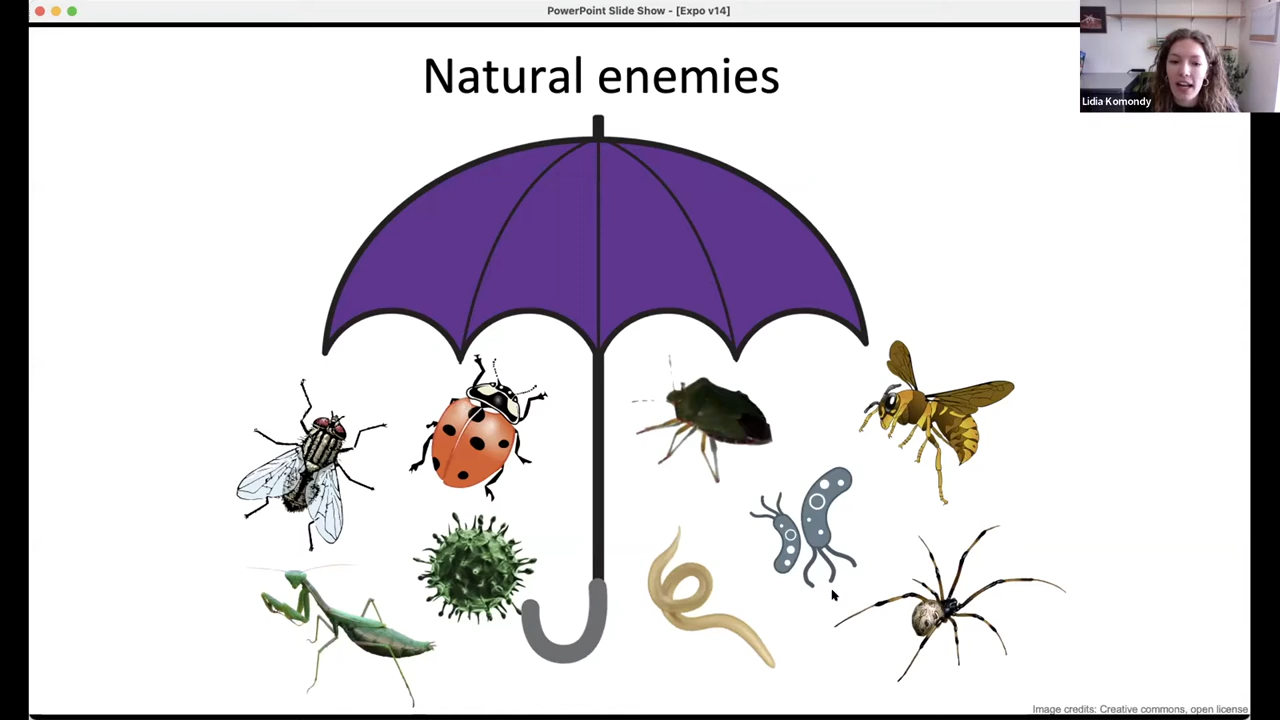 PowerPoint Slide Show - [Expo v14]
Natural enemies
Lidia Komondy
Image credits: Creative commons, open license